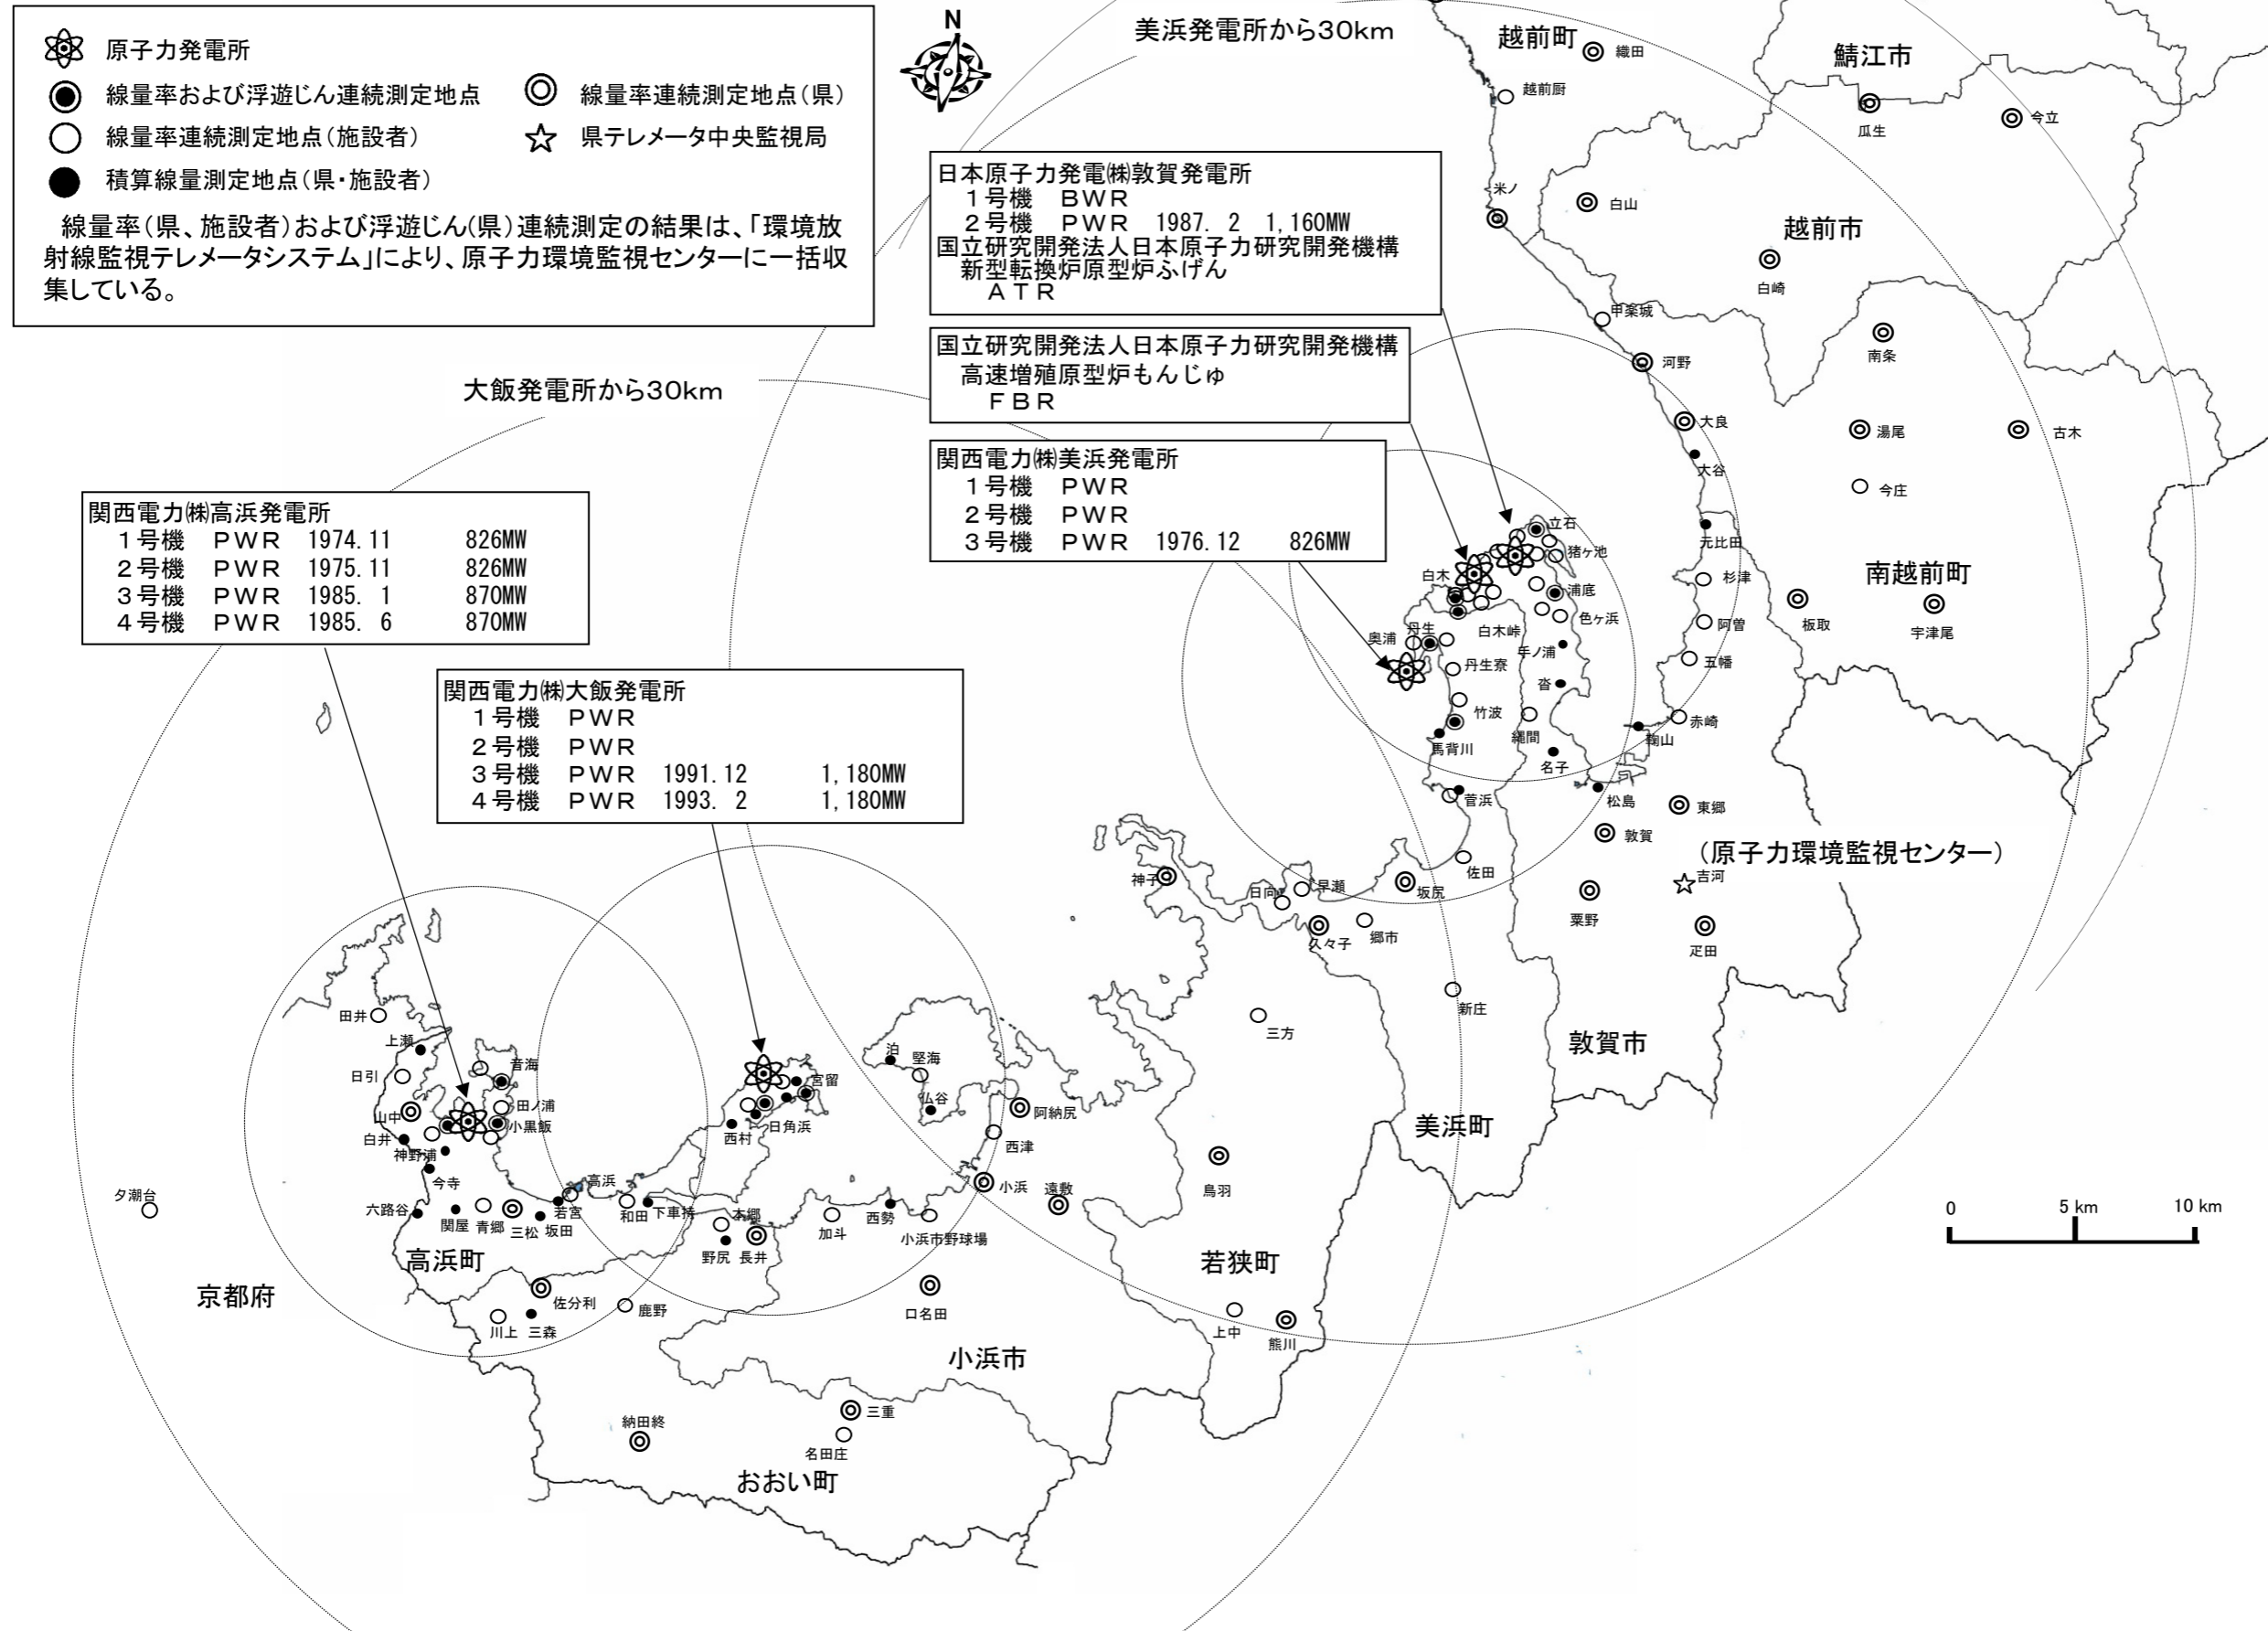 原子力発電所
線量率および浮遊じん連続測定地点
線量率連続測定地点(県)
線量率連続測定地点(施設者)
県テレメータ中央監視局
積算線量測定地点(県・施設者)
線量率(県、施設者)および浮遊じん(県)連続測定の結果は、「環境放
射線監視テレメータシステム」により、原子力環境監視センターに一括収
集している。
N
美浜発電所から30km
大飯発電所から30km
日本原子力発電㈱敦賀発電所
1号機 BWR
2号機 PWR 1987. 2 1,160MW
国立研究開発法人日本原子力研究開発機構
新型転換炉原型炉ふげん
ATR
国立研究開発法人日本原子力研究開発機構
高速増殖原型炉もんじゅ
FBR
関西電力㈱美浜発電所
1号機 PWR
2号機 PWR
3号機 PWR 1976.12 826MW
関西電力㈱高浜発電所
1号機 PWR 1974.11 826MW
2号機 PWR 1975.11 826MW
3号機 PWR 1985. 1 870MW
4号機 PWR 1985. 6 870MW
関西電力㈱大飯発電所
1号機 PWR
2号機 PWR
3号機 PWR 1991.12 1,180MW
4号機 PWR 1993. 2 1,180MW
越前町
織田
鯖江市
越前厨
瓜生
今立
米ノ
白山
越前市
白崎
甲楽城
南条
河野
大良
湯尾
古木
大谷
今庄
立石
元比田
猪ヶ池
白木
杉津
南越前町
浦底
色ヶ浜
阿曽
板取
宇津尾
奥浦
丹生
白木峠
手ノ浦
丹生寮
五幡
沓
竹波
縄間
赤崎
鞠山
馬背川
名子
菅浜
松島
東郷
敦賀
(原子力環境監視センター)
佐田
吉河
神子
日向
早瀬
坂尻
粟野
久々子
郷市
疋田
新庄
三方
敦賀市
田井
上瀬
音海
日引
田ノ浦
山中
小黒飯
白井
神野浦
今寺
夕潮台
六路谷
関屋
青郷
三松
坂田
若宮
高浜
和田
下車持
高浜町
京都府
佐分利
川上
三森
鹿野
宮留
西村
日角浜
泊
堅海
仏谷
阿納尻
西津
小浜
遠敷
本郷
野尻
長井
加斗
西勢
小浜市野球場
口名田
美浜町
鳥羽
若狭町
上中
熊川
小浜市
三重
名田庄
納田終
おおい町
0 5 km 10 km